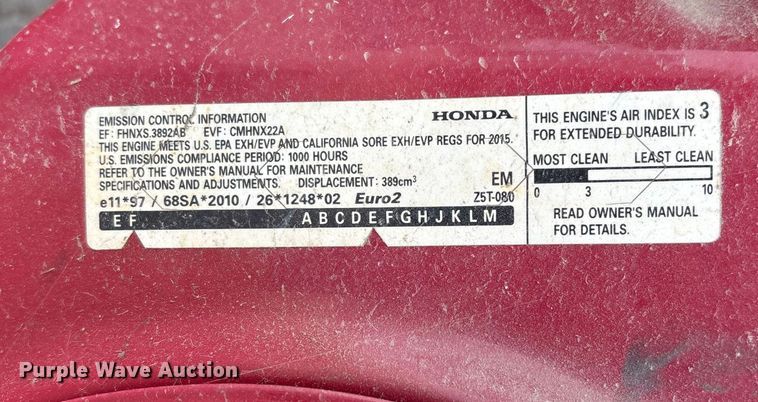 EMISSION CONTROL INFORMATION HONDA
EF: FHNXS.3892AB EVF: CMHNX22A
THIS ENGINE MEETS U.S. EPA EXH/EVP AND CALIFORNIA SORE EXH/EVP REGS FOR 2015.
U.S. EMISSIONS COMPLIANCE PERIOD: 1000 HOURS
REFER TO THE OWNER'S MANUAL FOR MAINTENANCE
SPECIFICATIONS AND ADJUSTMENTS. DISPLACEMENT: 389cm³ EM
e11*97 / 68SA*2010 / 26*1248*02 Euro2 Z5T-080
E F A B C D E F G H J K L M
THIS ENGINE'S AIR INDEX IS 3
FOR EXTENDED DURABILITY.
MOST CLEAN LEAST CLEAN
0 3 10
READ OWNER'S MANUAL
FOR DETAILS.
Purple Wave Auction